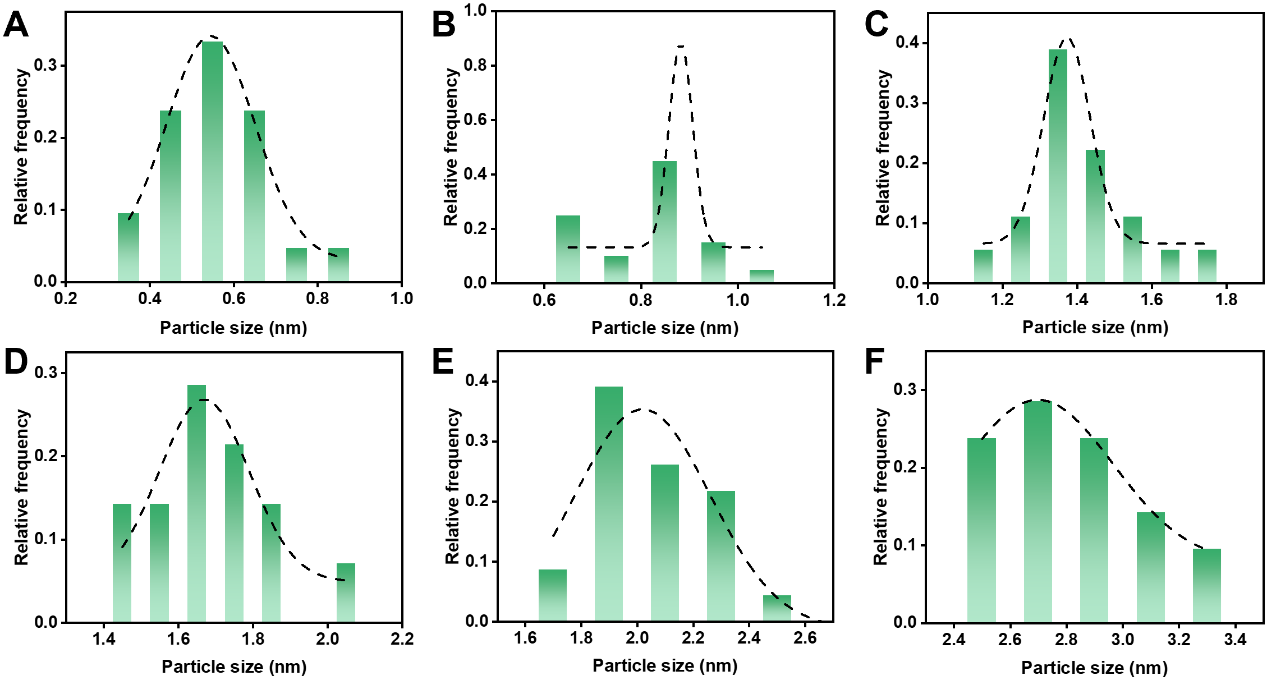 A
Relative frequency
0.3
0.2
0.1
0.0
0.2 0.4 0.6 0.8 1.0
Particle size (nm)
B
Relative frequency
1.0
0.8
0.6
0.4
0.2
0.0
0.6 0.8 1.0 1.2
Particle size (nm)
C
Relative frequency
0.4
0.3
0.2
0.1
0.0
1.0 1.2 1.4 1.6 1.8
Particle size (nm)
D
Relative frequency
0.3
0.2
0.1
0.0
1.4 1.6 1.8 2.0 2.2
Particle size (nm)
E
Relative frequency
0.4
0.3
0.2
0.1
0.0
1.6 1.8 2.0 2.2 2.4 2.6
Particle size (nm)
F
Relative frequency
0.3
0.2
0.1
0.0
2.4 2.6 2.8 3.0 3.2 3.4
Particle size (nm)